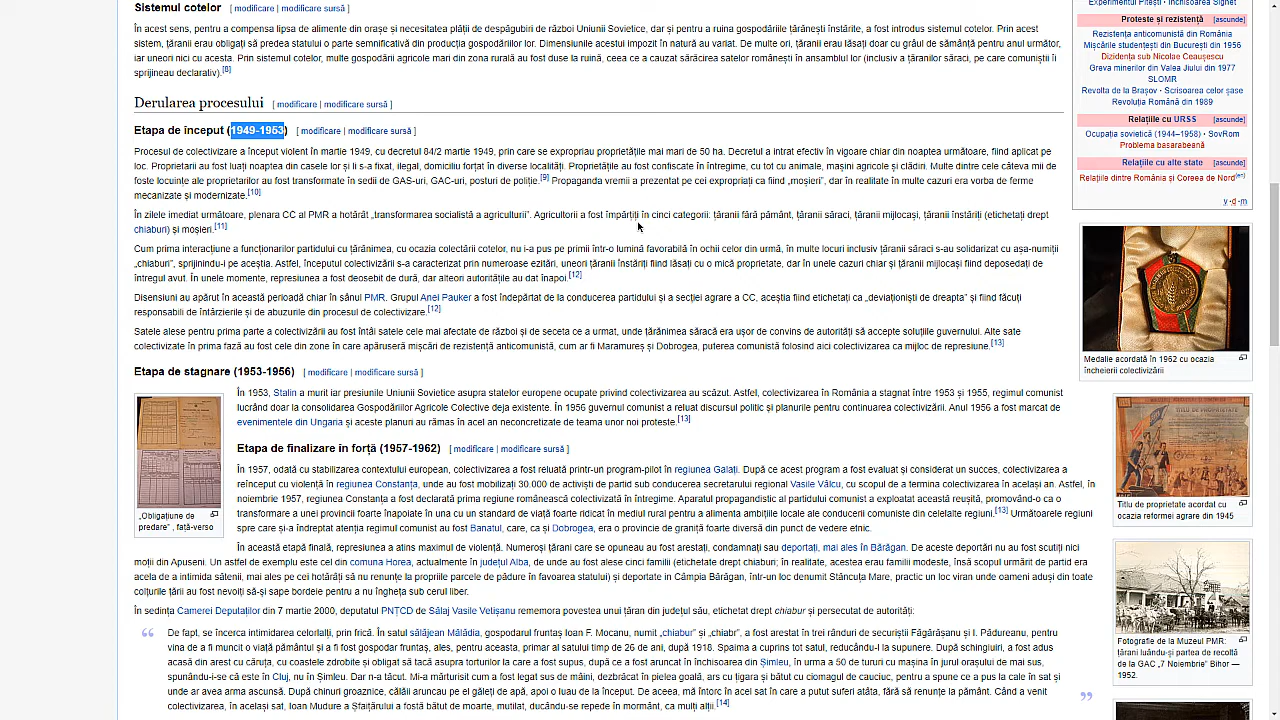 Sistemul cotelor [ modificare | modificare sursă ]
În acest sens, pentru a compensa lipsa de alimente din orașe și necesitatea plății de despăgubiri de război Uniunii Sovietice, dar și pentru a ruina gospodăriile țărănești înstărite, a fost introdus sistemul cotelor. Prin acest
sistem, țăranii erau obligați să predea statului o parte semnificativă din producția gospodăriilor lor. Dimensiunile acestui impozit în natură au variat. De multe ori, țăranii erau lăsați doar cu grâul de sămânță pentru anul următor,
iar uneori nici cu acesta. Prin sistemul cotelor, multe gospodării agricole mari din zona rurală au fost duse la ruină, ceea ce a cauzat sărăcirea satelor românești în ansamblul lor (inclusiv a țăranilor săraci, pe care comuniștii îi
sprijineau declarativ).[8]
Derularea procesului [ modificare | modificare sursă ]
Etapa de început (1949-1953) [ modificare | modificare sursă ]
Procesul de colectivizare a început violent în martie 1949, cu decretul 84/2 martie 1949, prin care se expropriau proprietățile mai mari de 50 ha. Decretul a intrat efectiv în vigoare chiar din noaptea următoare, fiind aplicat pe
loc. Proprietarii au fost luați noaptea din casele lor și li s-a fixat, ilegal, domiciliu forțat în diverse localități. Proprietățile au fost confiscate în întregime, cu tot cu animale, mașini agricole și clădiri. Multe dintre cele câteva mii de
foste locuințe ale proprietarilor au fost transformate în sedii de GAS-uri, GAC-uri, posturi de poliție.[9] Propaganda vremii a prezentat pe cei expropriați ca fiind „moșieri”, dar în realitate în multe cazuri era vorba de ferme
mecanizate și modernizate.[10]
În zilele imediat următoare, plenara CC al PMR a hotărât „transformarea socialistă a agriculturii”. Agricultorii a fost împărțiți în cinci categorii: țăranii fără pământ, țăranii săraci, țăranii mijlocași, țăranii înstăriți (etichetați drept
chiaburi) și moșieri.[11]
Cum prima interacțiune a funcționarilor partidului cu țărănimea, cu ocazia colectării cotelor, nu i-a pus pe primii într-o lumină favorabilă în ochii celor din urmă, în multe locuri inclusiv țăranii săraci s-au solidarizat cu așa-numiții
„chiaburi”, sprijinindu-i pe aceștia. Astfel, începutul colectivizării s-a caracterizat prin numeroase ezitări, uneori țăranii înstăriți fiind lăsați cu o mică proprietate, dar în unele cazuri chiar și țăranii mijlocași fiind deposedați de
întregul avut. În unele momente, represiunea a fost deosebit de dură, dar alteori autoritățile au dat înapoi.[12]
Disensiuni au apărut în această perioadă chiar în sânul PMR. Grupul Anei Pauker a fost îndepărtat de la conducerea partidului și a secției agrare a CC, aceștia fiind etichetați ca „deviaționiști de dreapta” și fiind făcuți
responsabili de întârzierile și de abuzurile din procesul de colectivizare.[12]
Satele alese pentru prima parte a colectivizării au fost întâi satele cele mai afectate de război și de seceta ce a urmat, unde țărănimea săracă era ușor de convins de autorități să accepte soluțiile guvernului. Alte sate
colectivizate în prima fază au fost cele din zone în care apăruseră mișcări de rezistență anticomunistă, cum ar fi Maramureș și Dobrogea, puterea comunistă folosind aici colectivizarea ca mijloc de represiune.[13]
Etapa de stagnare (1953-1956) [ modificare | modificare sursă ]
În 1953, Stalin a murit iar presiunile Uniunii Sovietice asupra statelor europene ocupate privind colectivizarea au scăzut. Astfel, colectivizarea în România a stagnat între 1953 și 1955, regimul comunist
lucrând doar la consolidarea Gospodăriilor Agricole Colective deja existente. În 1956 guvernul comunist a reluat discursul politic și planurile pentru continuarea colectivizării. Anul 1956 a fost marcat de
evenimentele din Ungaria și aceste planuri au rămas în acel an neconcretizate de teama unor noi proteste.[13]
„Obligațiune de
predare” , față-verso
Etapa de finalizare în forță (1957-1962) [ modificare | modificare sursă ]
În 1957, odată cu stabilizarea contextului european, colectivizarea a fost reluată printr-un program-pilot în regiunea Galați. După ce acest program a fost evaluat și considerat un succes, colectivizarea a
reînceput cu violență în regiunea Constanța, unde au fost mobilizați 30.000 de activiști de partid sub conducerea secretarului regional Vasile Vâlcu, cu scopul de a termina colectivizarea în același an. Astfel, în
noiembrie 1957, regiunea Constanța a fost declarată prima regiune românească colectivizată în întregime. Aparatul propagandistic al partidului comunist a exploatat această reușită, promovând-o ca o
transformare a unei provincii foarte înapoiate în una cu un standard de viață foarte ridicat în mediul rural pentru a alimenta ambițiile locale ale conducerii comuniste din celelalte regiuni.[13] Următoarele regiuni
spre care și-a îndreptat atenția regimul comunist au fost Banatul, care, ca și Dobrogea, era o provincie de graniță foarte diversă din punct de vedere etnic.
În această etapă finală, represiunea a atins maximul de violență. Numeroși țărani care se opuneau au fost arestați, condamnați sau deportați, mai ales în Bărăgan. De aceste deportări nu au fost scutiți nici
moții din Apuseni. Un astfel de exemplu este cel din comuna Horea, actualmente în județul Alba, de unde au fost alese cinci familii (etichetate drept chiaburi; în realitate, acestea erau familii modeste, însă scopul urmărit de partid era
acela de a intimida sătenii, mai ales pe cei hotărâți să nu renunțe la propriile parcele de pădure în favoarea statului) și deportate in Câmpia Bărăgan, într-un loc denumit Stâncuța Mare, practic un loc viran unde oameni aduși din toate
colțurile țării au fost nevoiți să-și sape bordeie pentru a nu îngheța sub cerul liber.
În ședința Camerei Deputaților din 7 martie 2000, deputatul PNȚCD de Sălaj Vasile Vetișanu rememora povestea unui țăran din județul său, etichetat drept chiabur și persecutat de autorități:
De fapt, se încerca intimidarea celorlalți, prin frică. În satul sălăjean Mălădia, gospodarul fruntaș Ioan F. Mocanu, numit „chiabur” și „chiabr”, a fost arestat în trei rânduri de securiștii Făgărășanu și I. Pădureanu, pentru
vina de a fi muncit o viață pământul și a fi fost gospodar fruntaș, ales, pentru aceasta, primar al satului timp de 26 de ani, după 1918. Spaima i-a cuprins tot satul, reducându-l la supunere. După schingiuiri, a fost adus
acasă din arest cu căruța, cu coastele zdrobite și obligat să tacă asupra torturilor la care a fost supus, după ce a fost aruncat în închisoarea din Șimleu, în urma a 50 de tururi cu mașina în jurul orașului de mai sus,
spunându-i-se că este în Cluj, nu în Șimleu. Dar n-a tăcut. Mi-a mărturisit cum a fost legat sus de mâini, dezbrăcat în pielea goală, ars cu țigara și bătut cu ciomagul de cauciuc, pentru a spune ce a pus la cale în sat și
unde ar avea arma ascunsă. După chinuri groaznice, călăii aruncau pe el găleți de apă, apoi o luau de la început. De aceea, mă întorc în acel sat în care a putut suferi atâta, fără să renunțe la pământ. Când a venit
colectivizarea, în același sat, Ioan Mudure a Șfaițărului a fostă bătut de moarte, mutilat, ducându-se repede în mormânt, ca mulți alții.[14]
Experimentul Pitești · Închisoarea Sighet
Proteste și rezistență [ascunde]
Rezistența anticomunistă din România
Mișcările studențești din București din 1956
Dizidența sub Nicolae Ceaușescu
Greva minerilor din Valea Jiului din 1977
SLOMR
Revolta de la Brașov · Scrisoarea celor șase
Revoluția Română din 1989
Relațiile cu URSS [ascunde]
Ocupația sovietică (1944–1958) · SovRom
Problema basarabeană
Relațiile cu alte state [ascunde]
Relațiile dintre România și Coreea de Nord[en]
v · d · m
Medalie acordată în 1962 cu ocazia
încheierii colectivizării
TITLU DE PROPRIETATE
Titlu de proprietate acordat cu
ocazia reformei agrare din 1945
Fotografie de la Muzeul PMR:
țărani luându-și partea de recoltă
de la GAC „7 Noiembrie” Bihor —
1952.